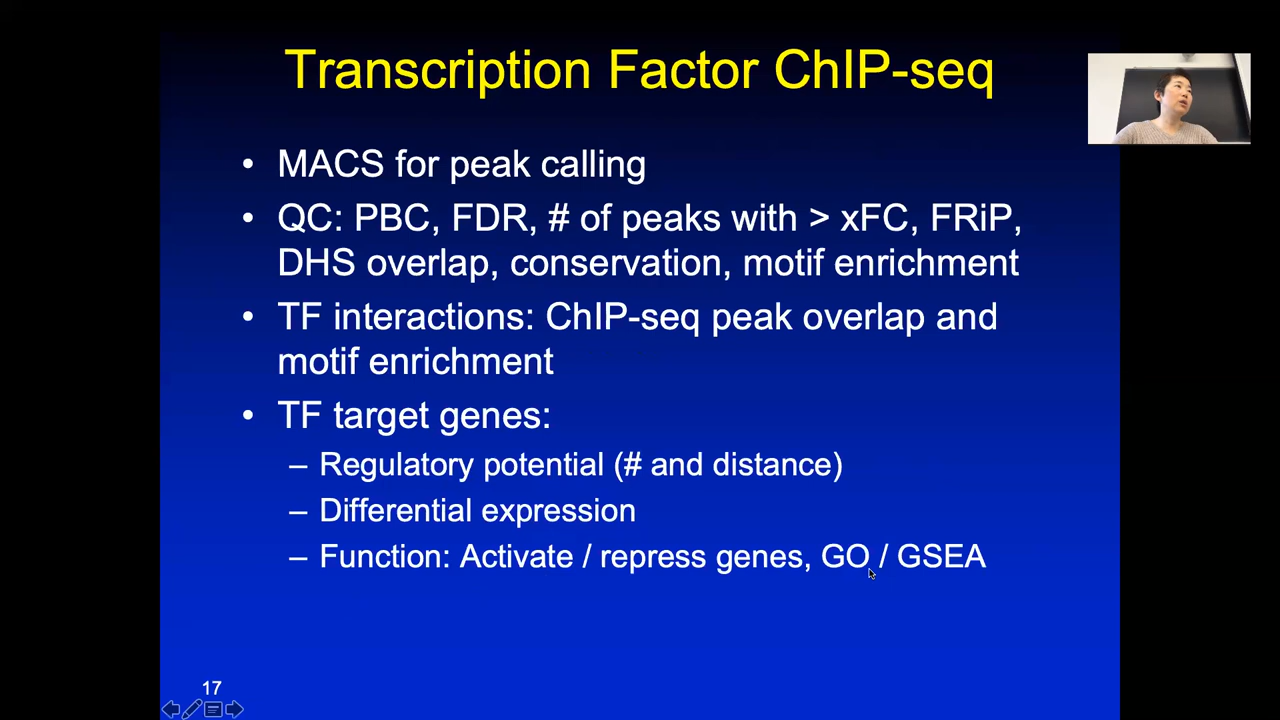 Transcription Factor ChIP-seq
• MACS for peak calling
• QC: PBC, FDR, # of peaks with > xFC, FRiP,
DHS overlap, conservation, motif enrichment
• TF interactions: ChIP-seq peak overlap and
motif enrichment
• TF target genes:
– Regulatory potential (# and distance)
– Differential expression
– Function: Activate / repress genes, GO / GSEA
17